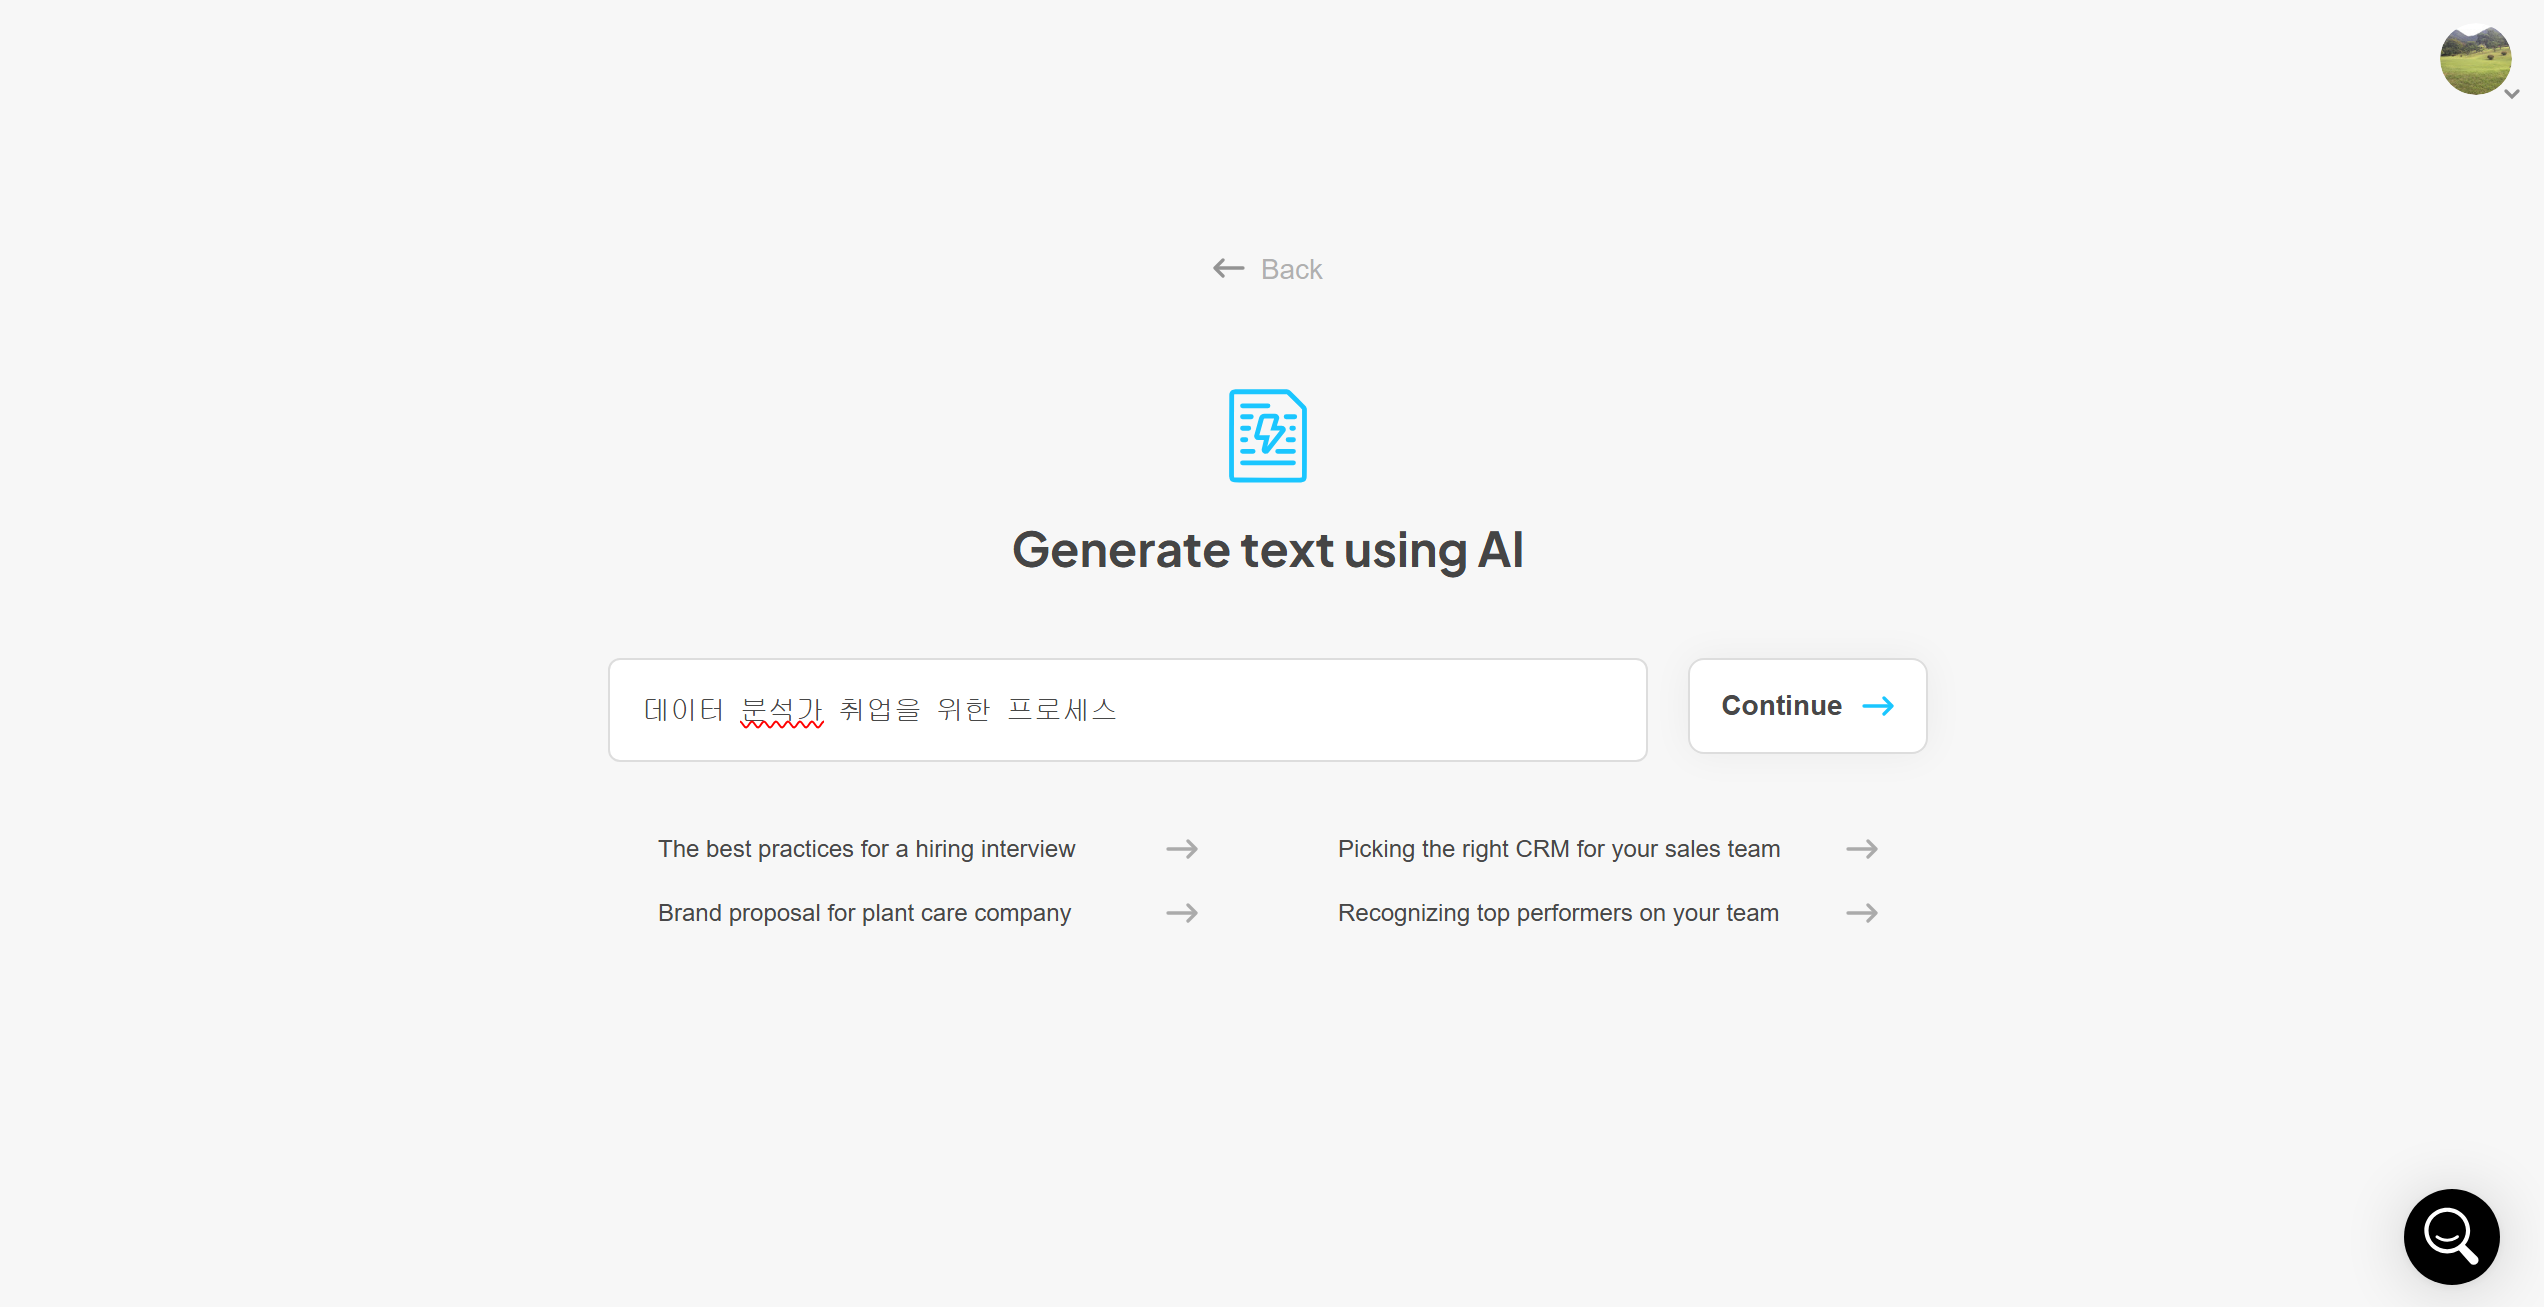 Back
Generate text using AI
데이터 분석가 취업을 위한 프로세스
Continue
The best practices for a hiring interview
Picking the right CRM for your sales team
Brand proposal for plant care company
Recognizing top performers on your team